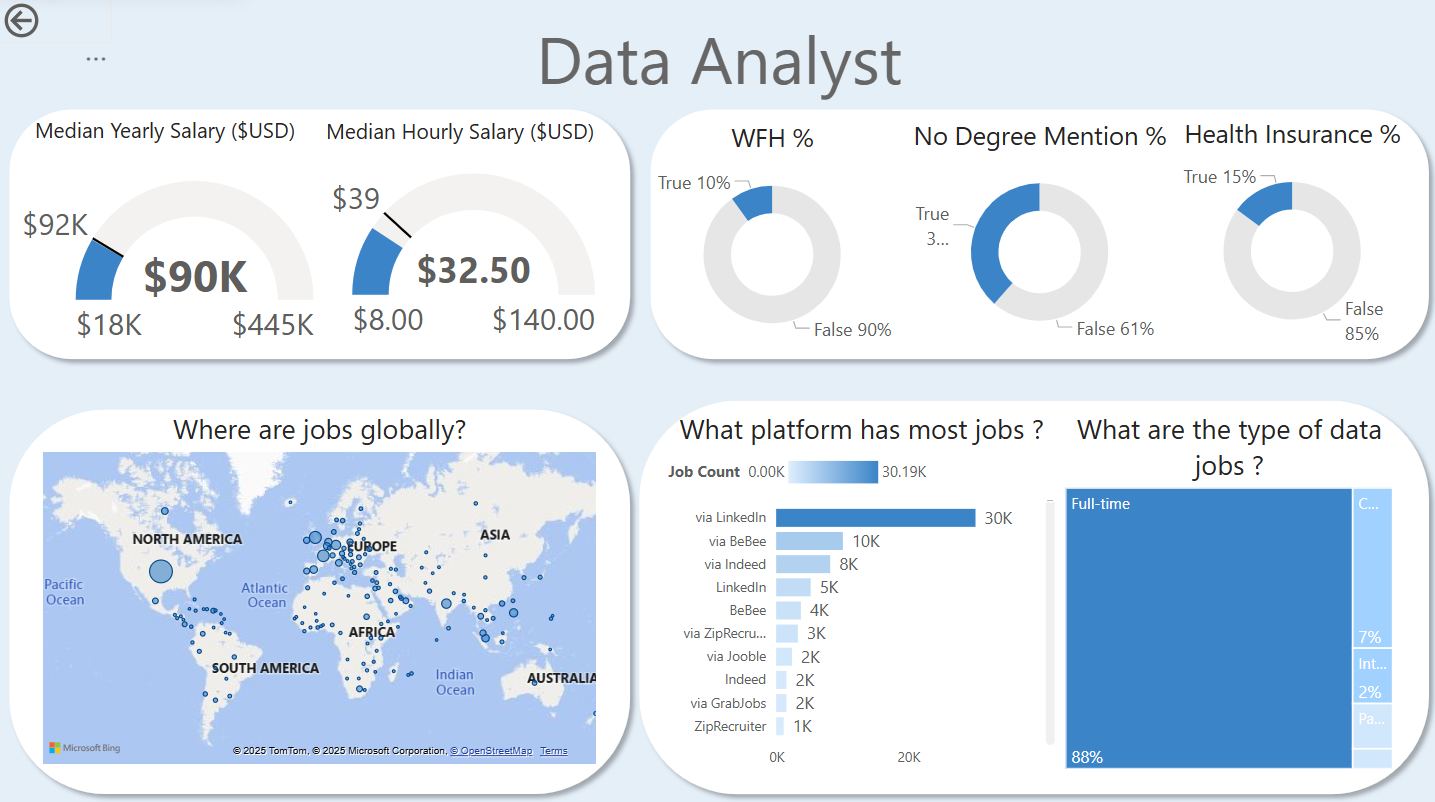 ...
Data Analyst
Median Yearly Salary ($USD)
$92K
$90K
$18K
$445K
Median Hourly Salary ($USD)
$39
$32.50
$8.00
$140.00
WFH %
True 10%
False 90%
No Degree Mention %
True
3...
False 61%
Health Insurance %
True 15%
False
85%
Where are jobs globally?
NORTH AMERICA
EUROPE
ASIA
Pacific
Ocean
Atlantic
Ocean
AFRICA
SOUTH AMERICA
Indian
Ocean
AUSTRALIA
Microsoft Bing
© 2025 TomTom, © 2025 Microsoft Corporation, © OpenStreetMap Terms
What platform has most jobs ?
Job Count 0.00K 30.19K
via LinkedIn 30K
via BeBee 10K
via Indeed 8K
LinkedIn 5K
BeBee 4K
via ZipRecru... 3K
via Jooble 2K
Indeed 2K
via GrabJobs 2K
ZipRecruiter 1K
0K 20K
What are the type of data
jobs ?
Full-time
88%
C...
7%
Int...
2%
Pa...